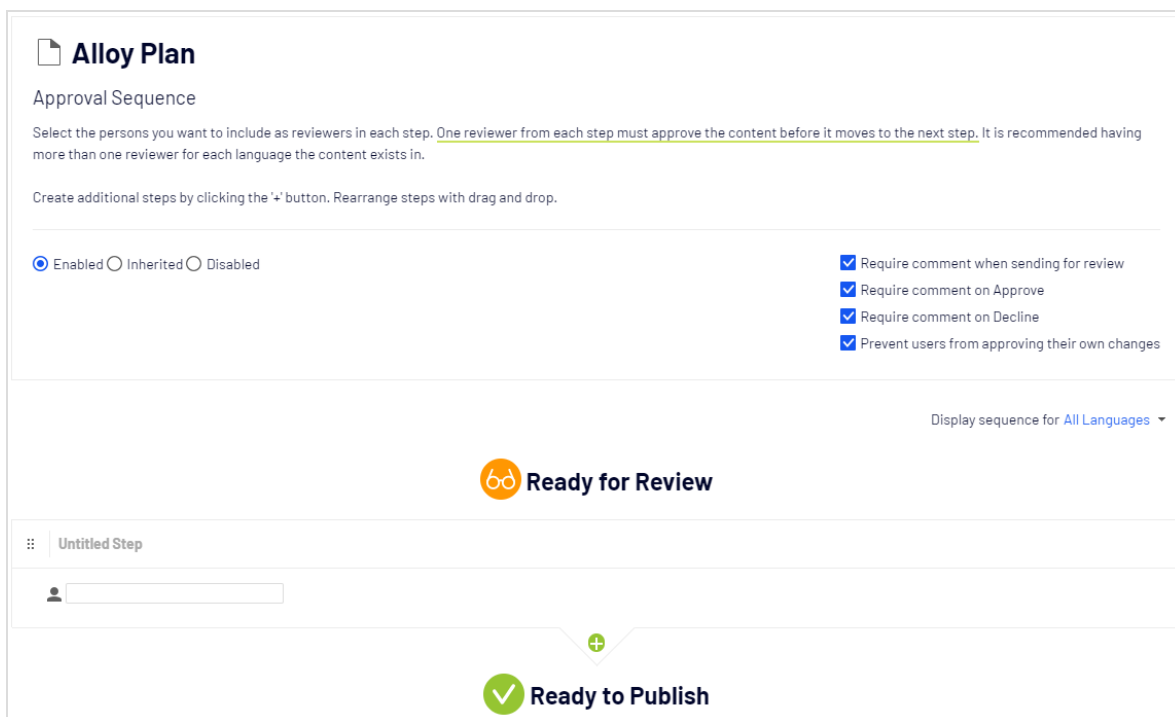 Alloy Plan
Approval Sequence
Select the persons you want to include as reviewers in each step. One reviewer from each step must approve the content before it moves to the next step. It is recommended having
more than one reviewer for each language the content exists in.
Create additional steps by clicking the '+' button. Rearrange steps with drag and drop.
Enabled Inherited Disabled
Require comment when sending for review
Require comment on Approve
Require comment on Decline
Prevent users from approving their own changes
Display sequence for All Languages
Ready for Review
Untitled Step
Ready to Publish